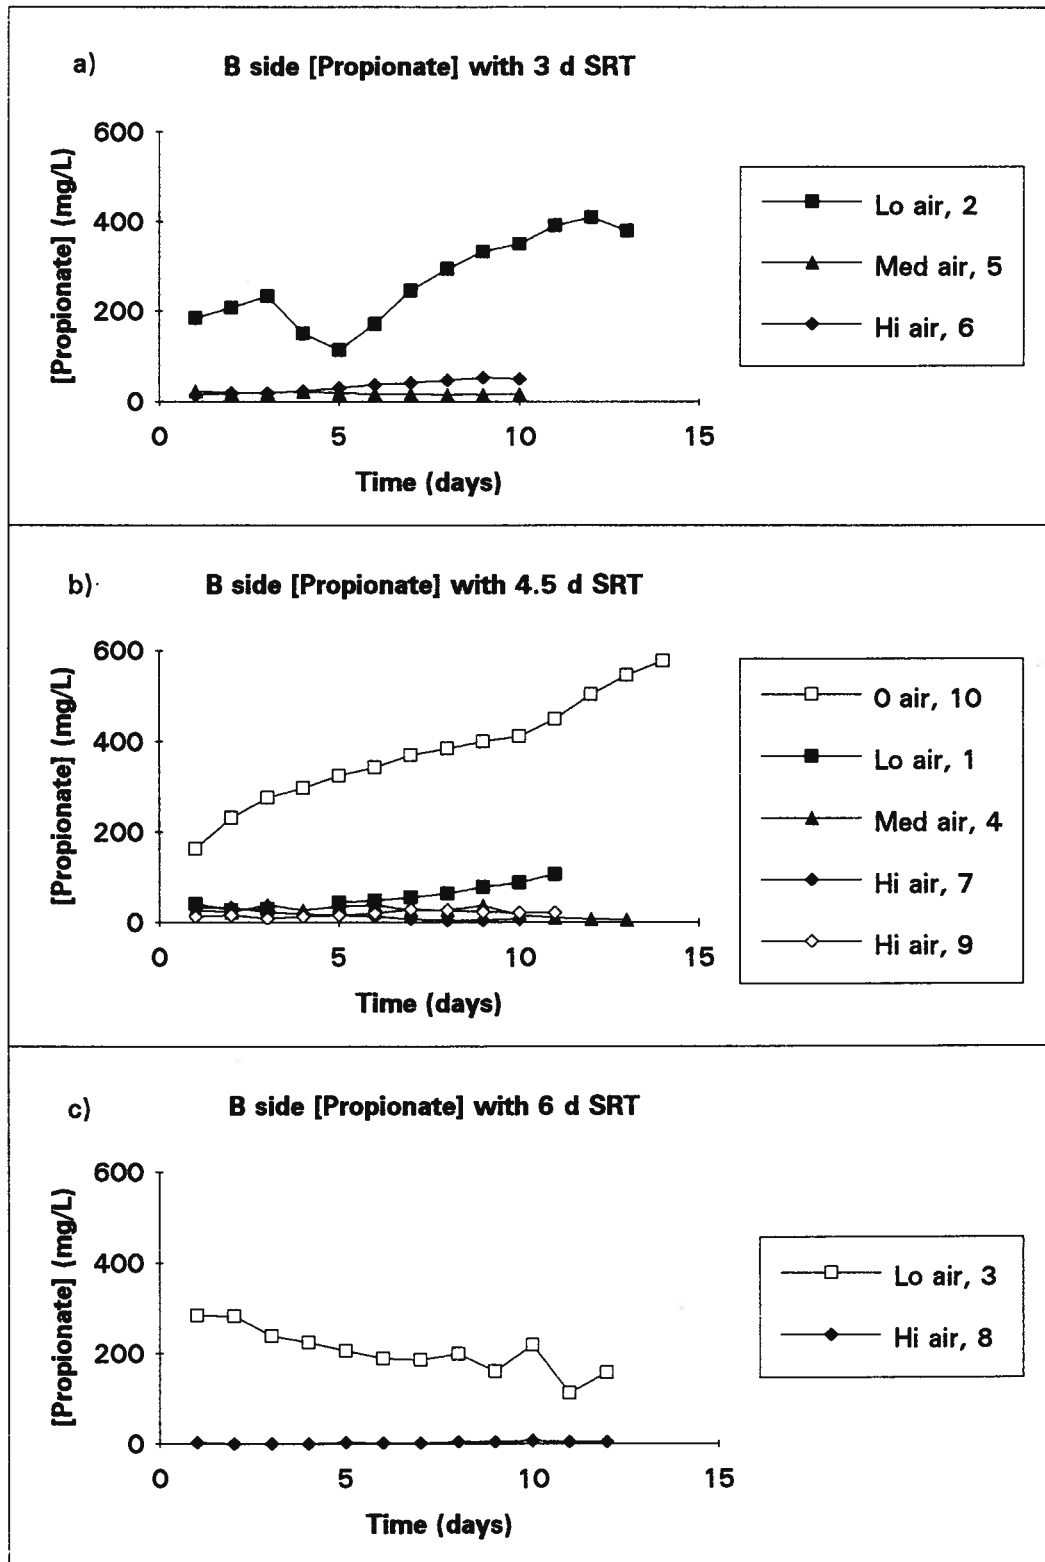 a)
B side [Propionate] with 3 d SRT
[Propionate] (mg/L)
600
400
200
0
0 5 10 15
Time (days)
Lo air, 2
Med air, 5
Hi air, 6
b)
B side [Propionate] with 4.5 d SRT
[Propionate] (mg/L)
600
400
200
0
0 5 10 15
Time (days)
0 air, 10
Lo air, 1
Med air, 4
Hi air, 7
Hi air, 9
c)
B side [Propionate] with 6 d SRT
[Propionate] (mg/L)
600
400
200
0
0 5 10 15
Time (days)
Lo air, 3
Hi air, 8